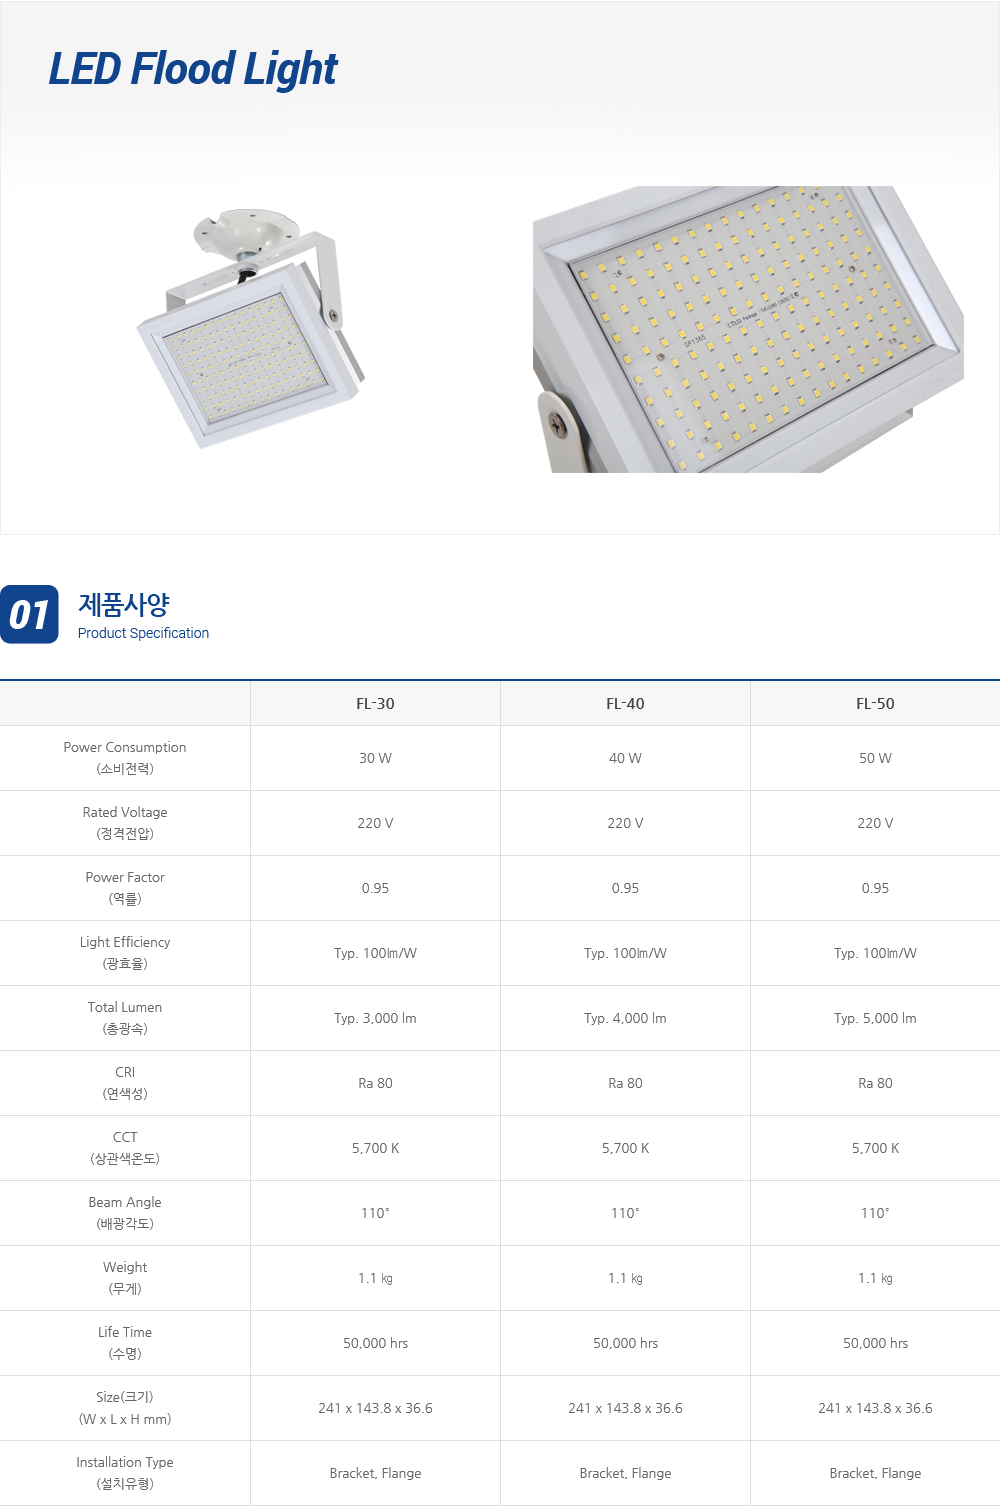 LED Flood Light
GP1365
01
제품사양
Product Specification
FL-30 FL-40 FL-50
Power Consumption
(소비전력)
30 W 40 W 50 W
Rated Voltage
(정격전압)
220 V 220 V 220 V
Power Factor
(역률)
0.95 0.95 0.95
Light Efficiency
(광효율)
Typ. 100㏐/W Typ. 100㏐/W Typ. 100㏐/W
Total Lumen
(총광속)
Typ. 3,000 lm Typ. 4,000 lm Typ. 5,000 lm
CRI
(연색성)
Ra 80 Ra 80 Ra 80
CCT
(상관색온도)
5,700 K 5,700 K 5,700 K
Beam Angle
(배광각도)
110° 110° 110°
Weight
(무게)
1.1 ㎏ 1.1 ㎏ 1.1 ㎏
Life Time
(수명)
50,000 hrs 50,000 hrs 50,000 hrs
Size(크기)
(W x L x H mm)
241 x 143.8 x 36.6 241 x 143.8 x 36.6 241 x 143.8 x 36.6
Installation Type
(설치유형)
Bracket, Flange Bracket, Flange Bracket, Flange